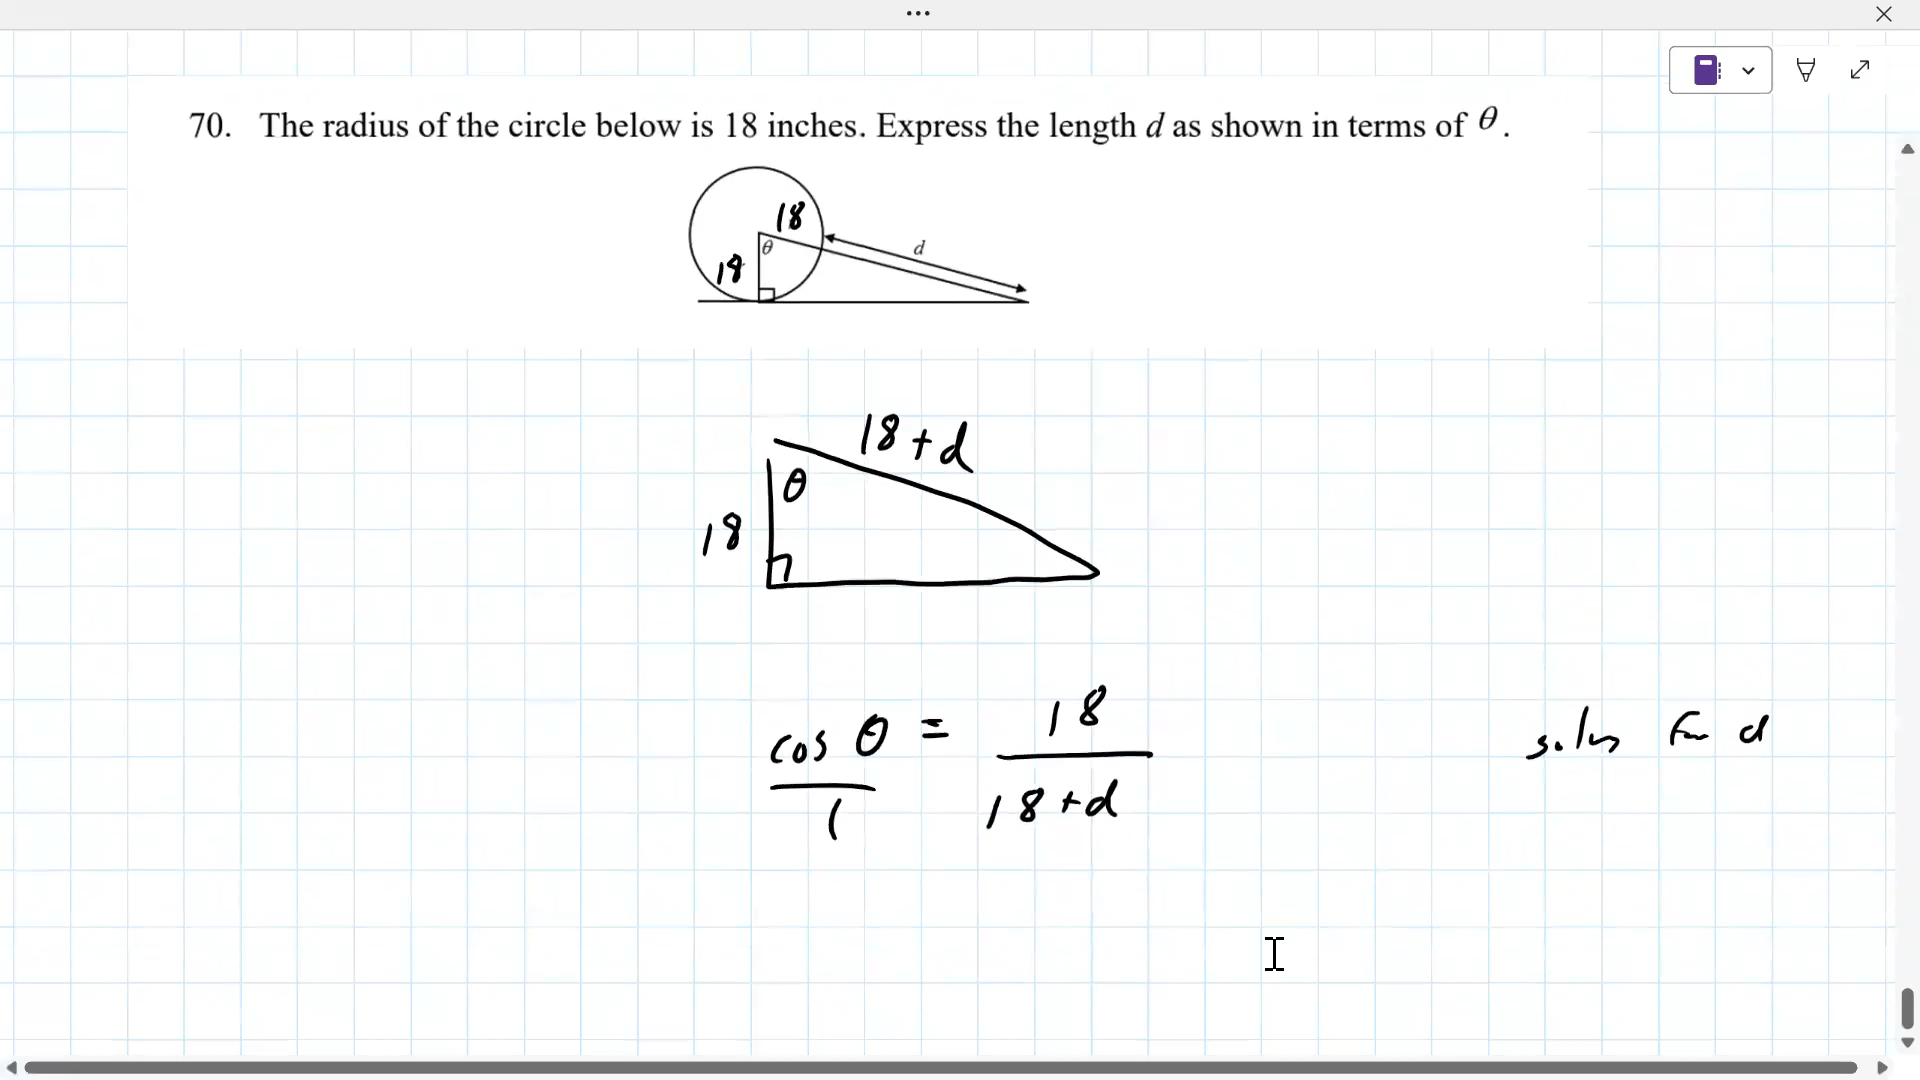 70. The radius of the circle below is 18 inches. Express the length d as shown in terms of θ.
18
θ
d
18
18+d
θ
18
cos θ = 18
1 18+d
solve for d